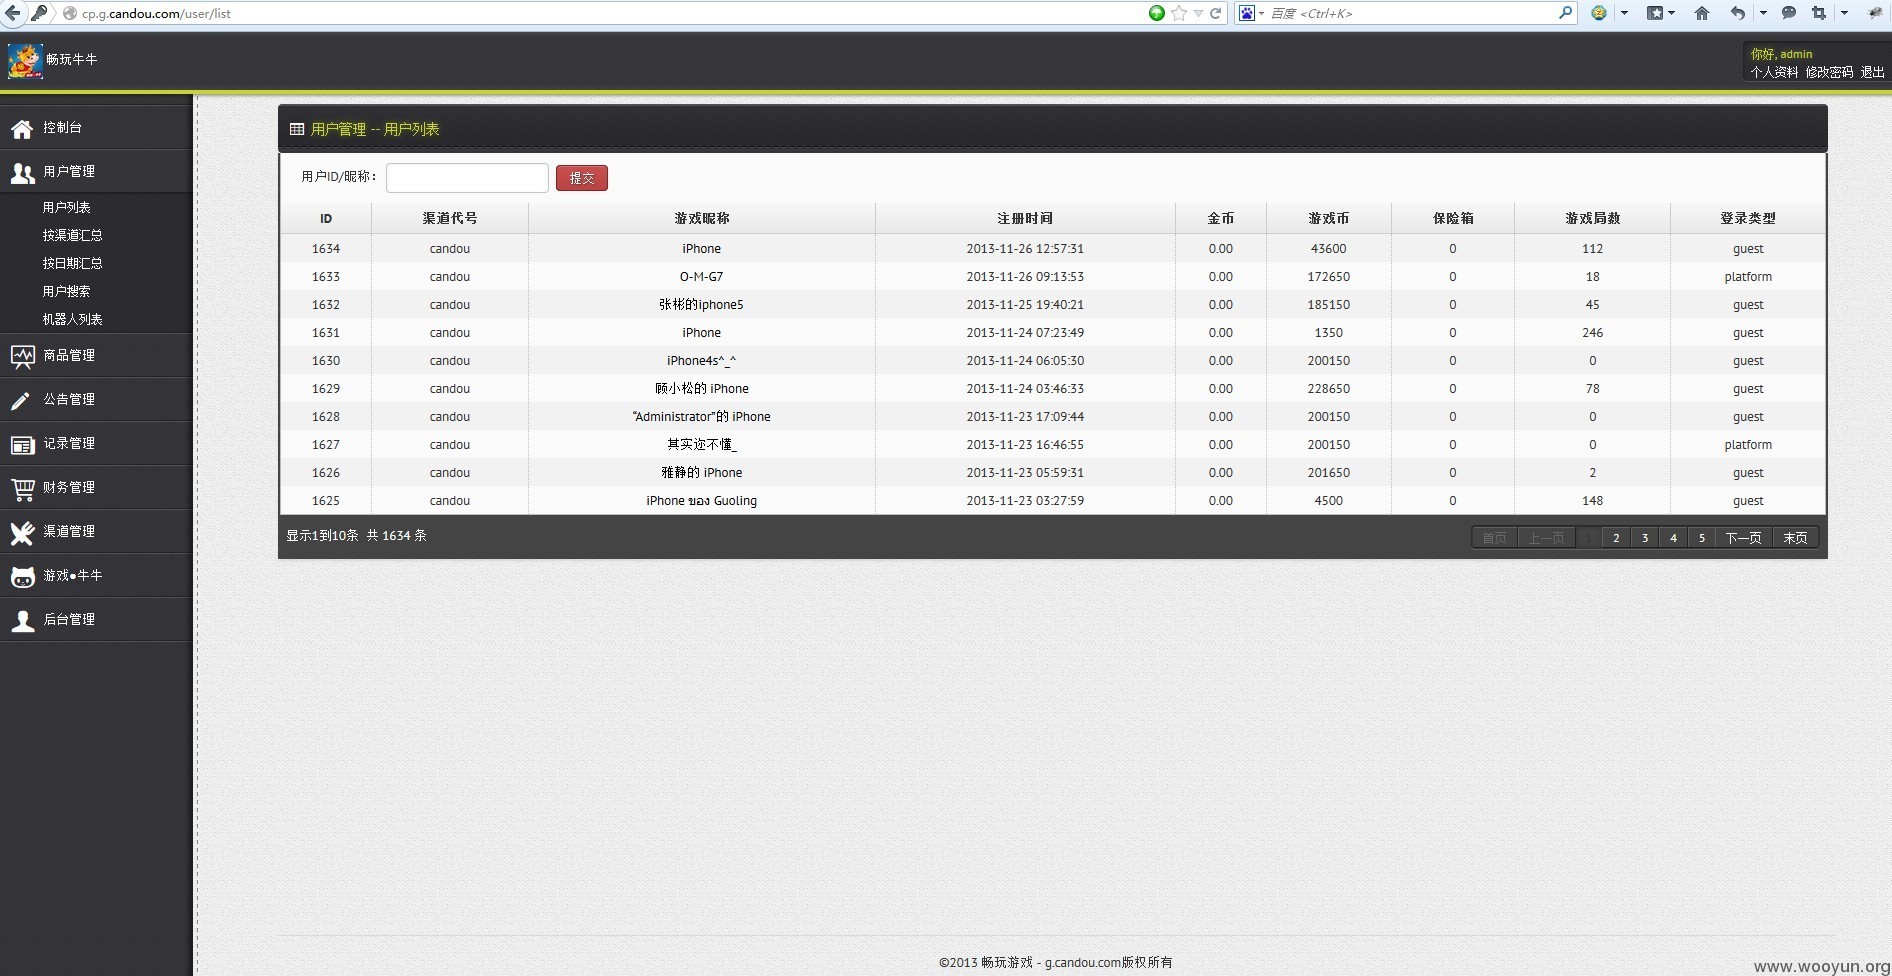 cp.g.candou.com/user/list
百度 <Ctrl+K>
畅玩牛牛
你好, admin
个人资料 修改密码 退出
控制台
用户管理
用户列表
按渠道汇总
按日期汇总
用户搜索
机器人列表
商品管理
公告管理
记录管理
财务管理
渠道管理
游戏●牛牛
后台管理
用户管理 -- 用户列表
用户ID/昵称： 提交
ID 渠道代号 游戏昵称 注册时间 金币 游戏币 保险箱 游戏局数 登录类型
1634 candou iPhone 2013-11-26 12:57:31 0.00 43600 0 112 guest
1633 candou O-M-G7 2013-11-26 09:13:53 0.00 172650 0 18 platform
1632 candou 张彬的iphone5 2013-11-25 19:40:21 0.00 185150 0 45 guest
1631 candou iPhone 2013-11-24 07:23:49 0.00 1350 0 246 guest
1630 candou iPhone4s^_^ 2013-11-24 06:05:30 0.00 200150 0 0 guest
1629 candou 顾小松的 iPhone 2013-11-24 03:46:33 0.00 228650 0 78 guest
1628 candou “Administrator”的 iPhone 2013-11-23 17:09:44 0.00 200150 0 0 guest
1627 candou 其实迩不懂_ 2013-11-23 16:46:55 0.00 200150 0 0 platform
1626 candou 雅静的 iPhone 2013-11-23 05:59:31 0.00 201650 0 2 guest
1625 candou iPhone ของ Guoling 2013-11-23 03:27:59 0.00 4500 0 148 guest
显示1到10条 共 1634 条
首页 上一页 1 2 3 4 5 下一页 末页
©2013 畅玩游戏 - g.candou.com版权所有
www.wooyun.org